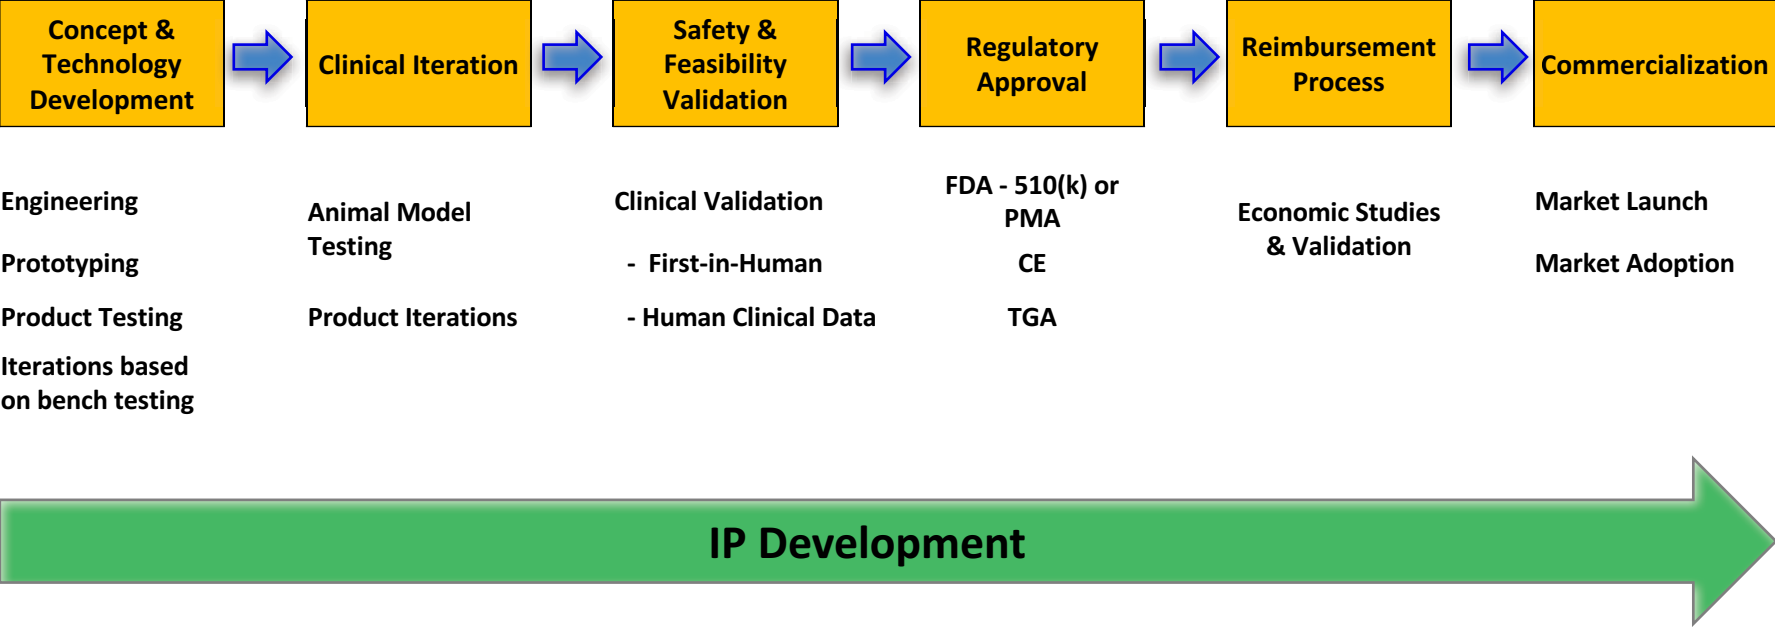 Concept &
Technology
Development
Clinical Iteration
Safety &
Feasibility
Validation
Regulatory
Approval
Reimbursement
Process
Commercialization
Engineering
Prototyping
Product Testing
Iterations based
on bench testing
Animal Model
Testing
Product Iterations
Clinical Validation
- First-in-Human
- Human Clinical Data
FDA - 510(k) or
PMA
CE
TGA
Economic Studies
& Validation
Market Launch
Market Adoption
IP Development